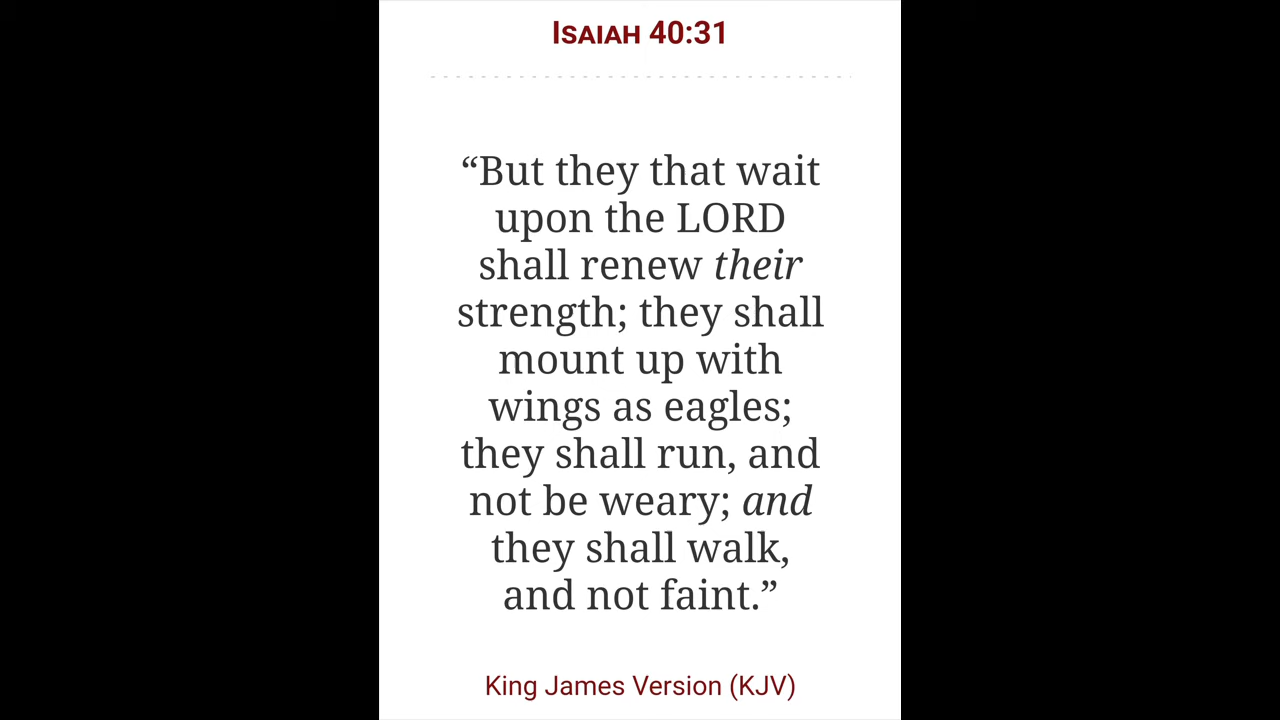 Isaiah 40:31
“But they that wait
upon the LORD
shall renew their
strength; they shall
mount up with
wings as eagles;
they shall run, and
not be weary; and
they shall walk,
and not faint.”
King James Version (KJV)